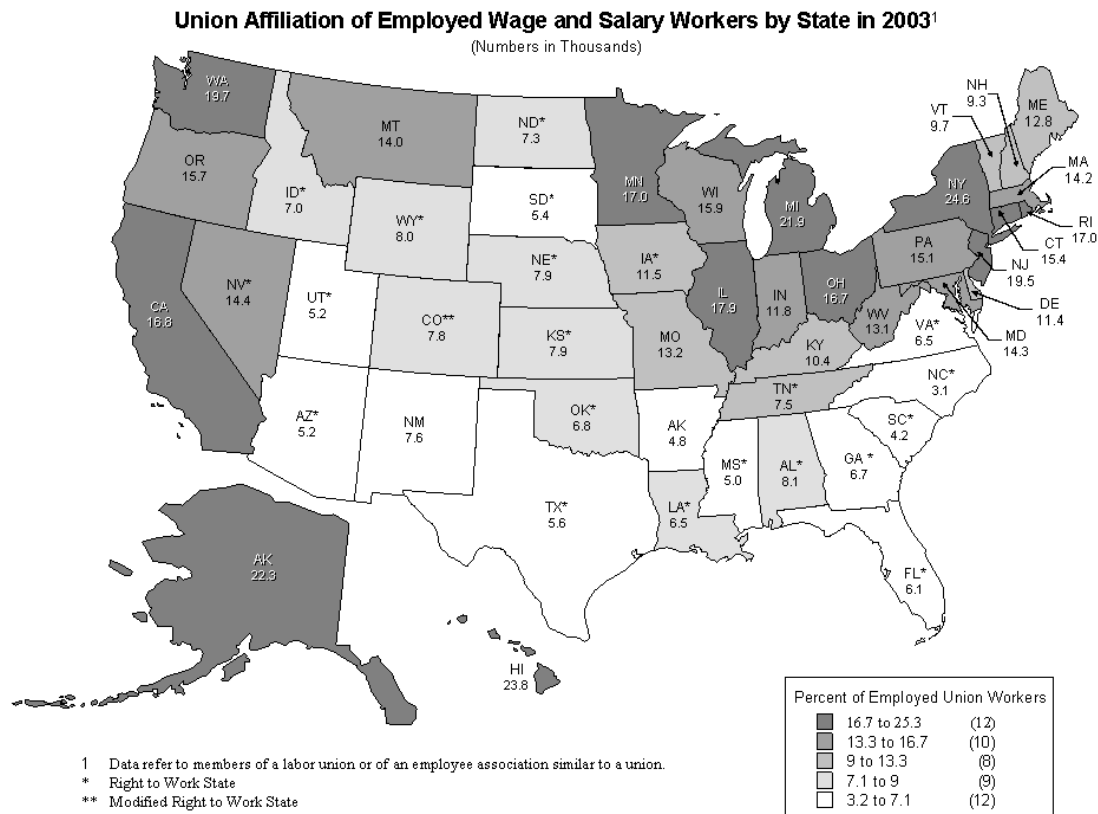 Union Affiliation of Employed Wage and Salary Workers by State in 2003¹
(Numbers in Thousands)
WA
19.7
MT
14.0
ND*
7.3
OR
15.7
ID*
7.0
WY*
8.0
SD*
5.4
MN
17.0
WI
15.9
MI
21.9
NY
24.6
VT
9.7
NH
9.3
ME
12.8
MA
14.2
RI
17.0
CT
15.4
NJ
19.5
DE
11.4
MD
14.3
PA
15.1
CA
16.8
NV*
14.4
UT*
5.2
CO**
7.8
NE*
7.9
KS*
7.9
IA*
11.5
MO
13.2
IL
17.9
IN
11.8
OH
16.7
WV
13.1
VA*
6.5
KY
10.4
TN*
7.5
NC*
3.1
SC*
4.2
AZ*
5.2
NM
7.6
OK*
6.8
AK
4.8
TX*
5.6
LA*
6.5
MS*
5.0
AL*
8.1
GA *
6.7
FL*
6.1
AK
22.3
HI
23.8
Percent of Employed Union Workers
16.7 to 25.3 (12)
13.3 to 16.7 (10)
9 to 13.3 (8)
7.1 to 9 (9)
3.2 to 7.1 (12)
1 Data refer to members of a labor union or of an employee association similar to a union.
* Right to Work State
** Modified Right to Work State